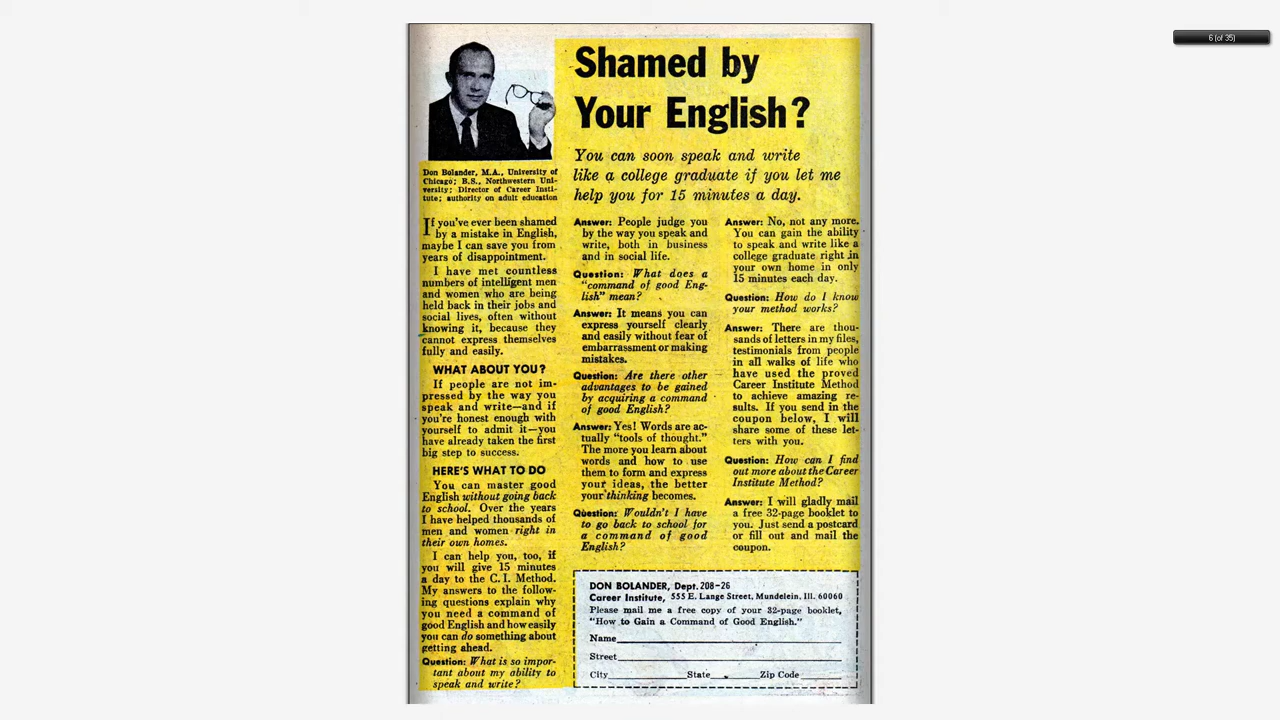 6 (of 35)
Shamed by
Your English?
You can soon speak and write
like a college graduate if you let me
help you for 15 minutes a day.
Don Bolander, M.A., University of
Chicago; B.S., Northwestern Uni-
versity; Director of Career Insti-
tute; authority on adult education
If you've ever been shamed
by a mistake in English,
maybe I can save you from
years of disappointment.
I have met countless
numbers of intelligent men
and women who are being
held back in their jobs and
social lives, often without
knowing it, because they
cannot express themselves
fully and easily.
WHAT ABOUT YOU?
If people are not im-
pressed by the way you
speak and write—and if
you're honest enough with
yourself to admit it—you
have already taken the first
big step to success.
HERE'S WHAT TO DO
You can master good
English without going back
to school. Over the years
I have helped thousands of
men and women right in
their own homes.
I can help you, too, if
you will give 15 minutes
a day to the C. I. Method.
My answers to the follow-
ing questions explain why
you need a command of
good English and how easily
you can do something about
getting ahead.
Question: What is so impor-
tant about my ability to
speak and write?
Answer: People judge you
by the way you speak and
write, both in business
and in social life.
Question: What does a
"command of good Eng-
lish" mean?
Answer: It means you can
express yourself clearly
and easily without fear of
embarrassment or making
mistakes.
Question: Are there other
advantages to be gained
by acquiring a command
of good English?
Answer: Yes! Words are ac-
tually "tools of thought."
The more you learn about
words and how to use
them to form and express
your ideas, the better
your thinking becomes.
Question: Wouldn't I have
to go back to school for
a command of good
English?
Answer: No, not any more.
You can gain the ability
to speak and write like a
college graduate right in
your own home in only
15 minutes each day.
Question: How do I know
your method works?
Answer: There are thou-
sands of letters in my files,
testimonials from people
in all walks of life who
have used the proved
Career Institute Method
to achieve amazing re-
sults. If you send in the
coupon below, I will
share some of these let-
ters with you.
Question: How can I find
out more about the Career
Institute Method?
Answer: I will gladly mail
a free 32-page booklet to
you. Just send a postcard
or fill out and mail the
coupon.
DON BOLANDER, Dept. 208-26
Career Institute, 555 E. Lange Street, Mundelein, Ill. 60060
Please mail me a free copy of your 32-page booklet,
"How to Gain a Command of Good English."
Name
Street
City State Zip Code